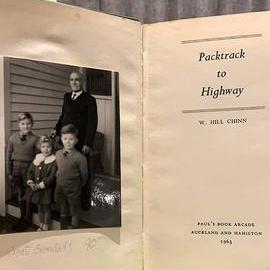 Packtrack
to
Highway
W. HILL CHINN
PAUL'S BOOK ARCADE
AUCKLAND AND HAMILTON
1963